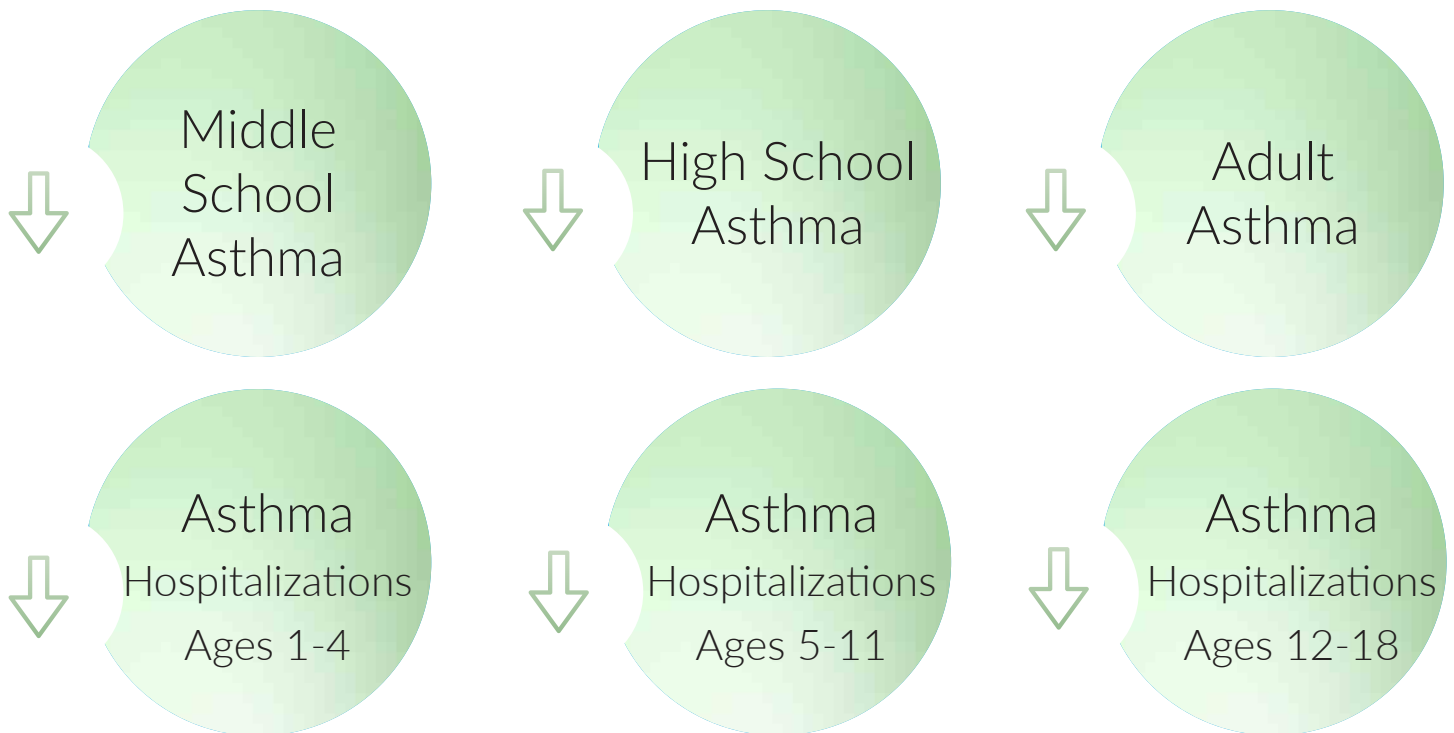 Middle
School
Asthma
High School
Asthma
Adult
Asthma
Asthma
Hospitalizations
Ages 1-4
Asthma
Hospitalizations
Ages 5-11
Asthma
Hospitalizations
Ages 12-18